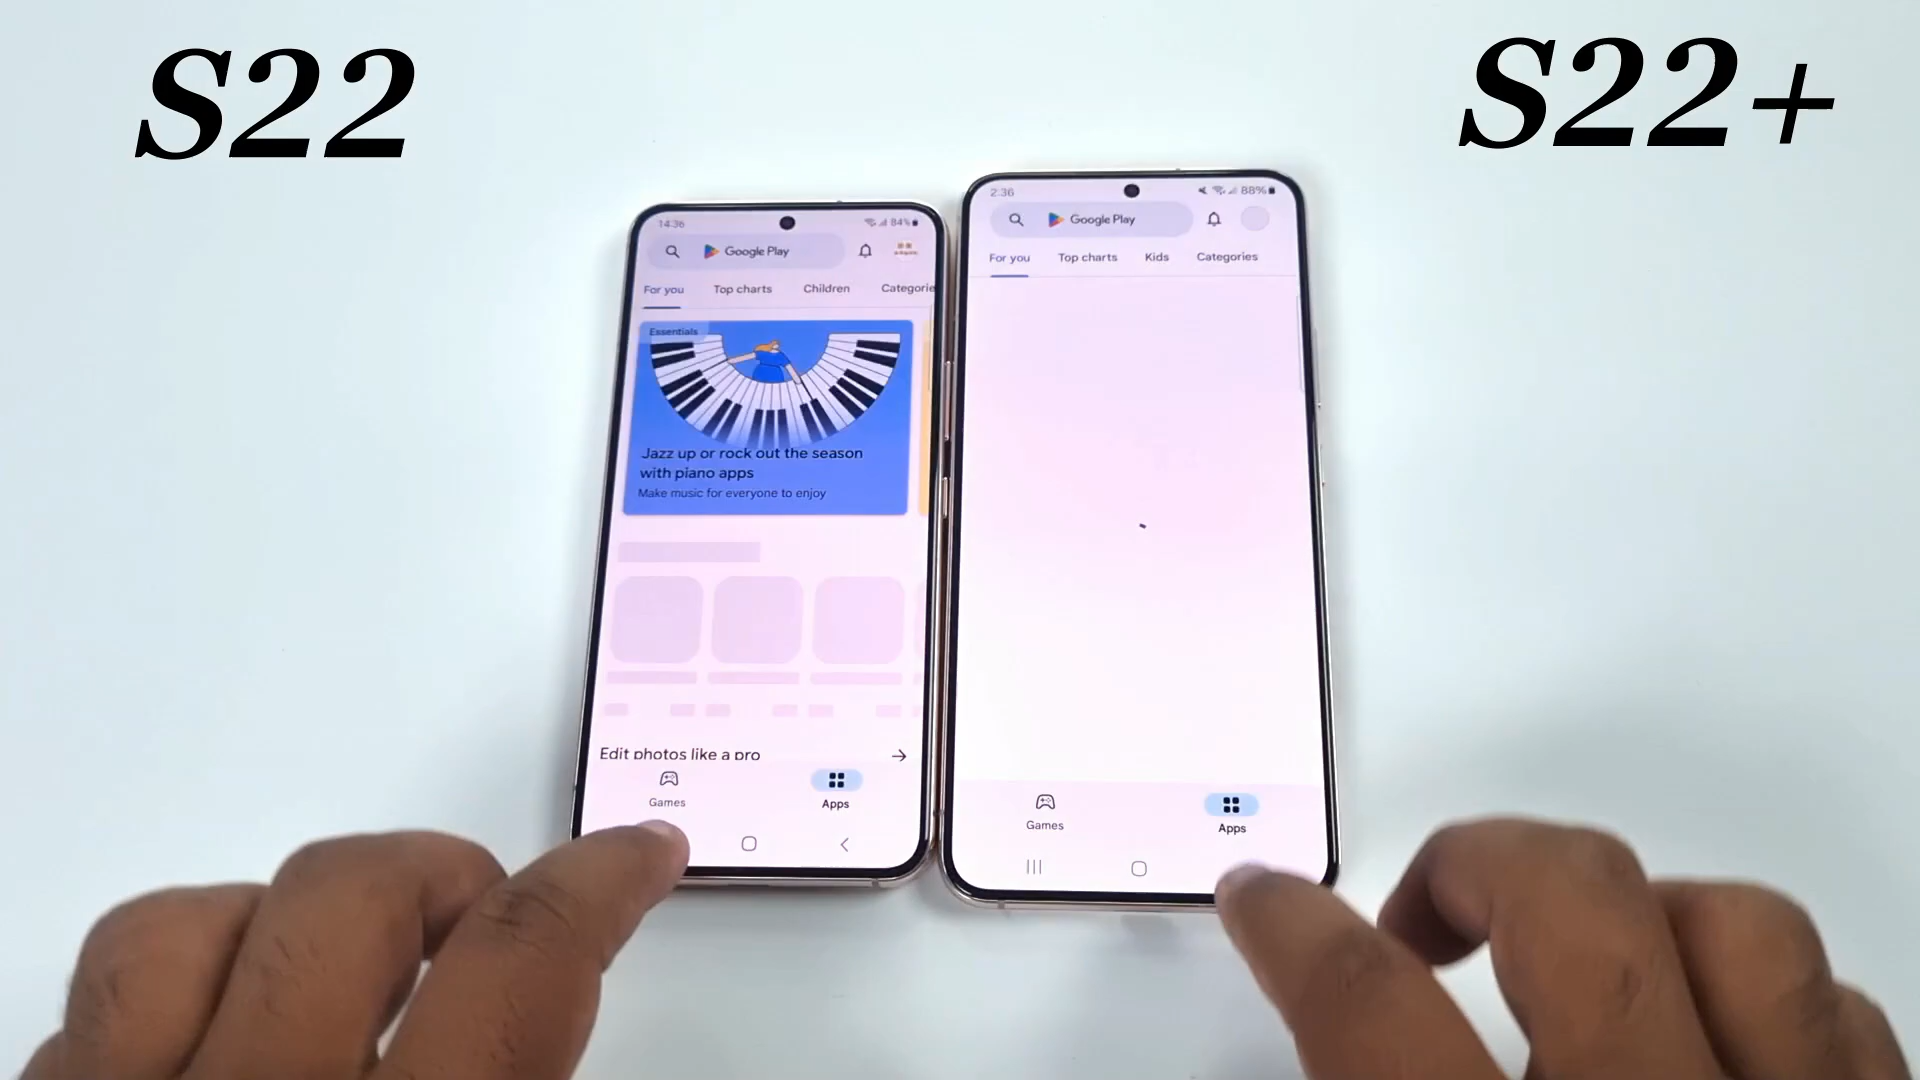 S22
S22+
14:36
84%
Google Play
For you
Top charts
Children
Categorie
Essentials
Jazz up or rock out the season
with piano apps
Make music for everyone to enjoy
Edit photos like a pro
Games
Apps
2:36
88%
Google Play
For you
Top charts
Kids
Categories
Games
Apps